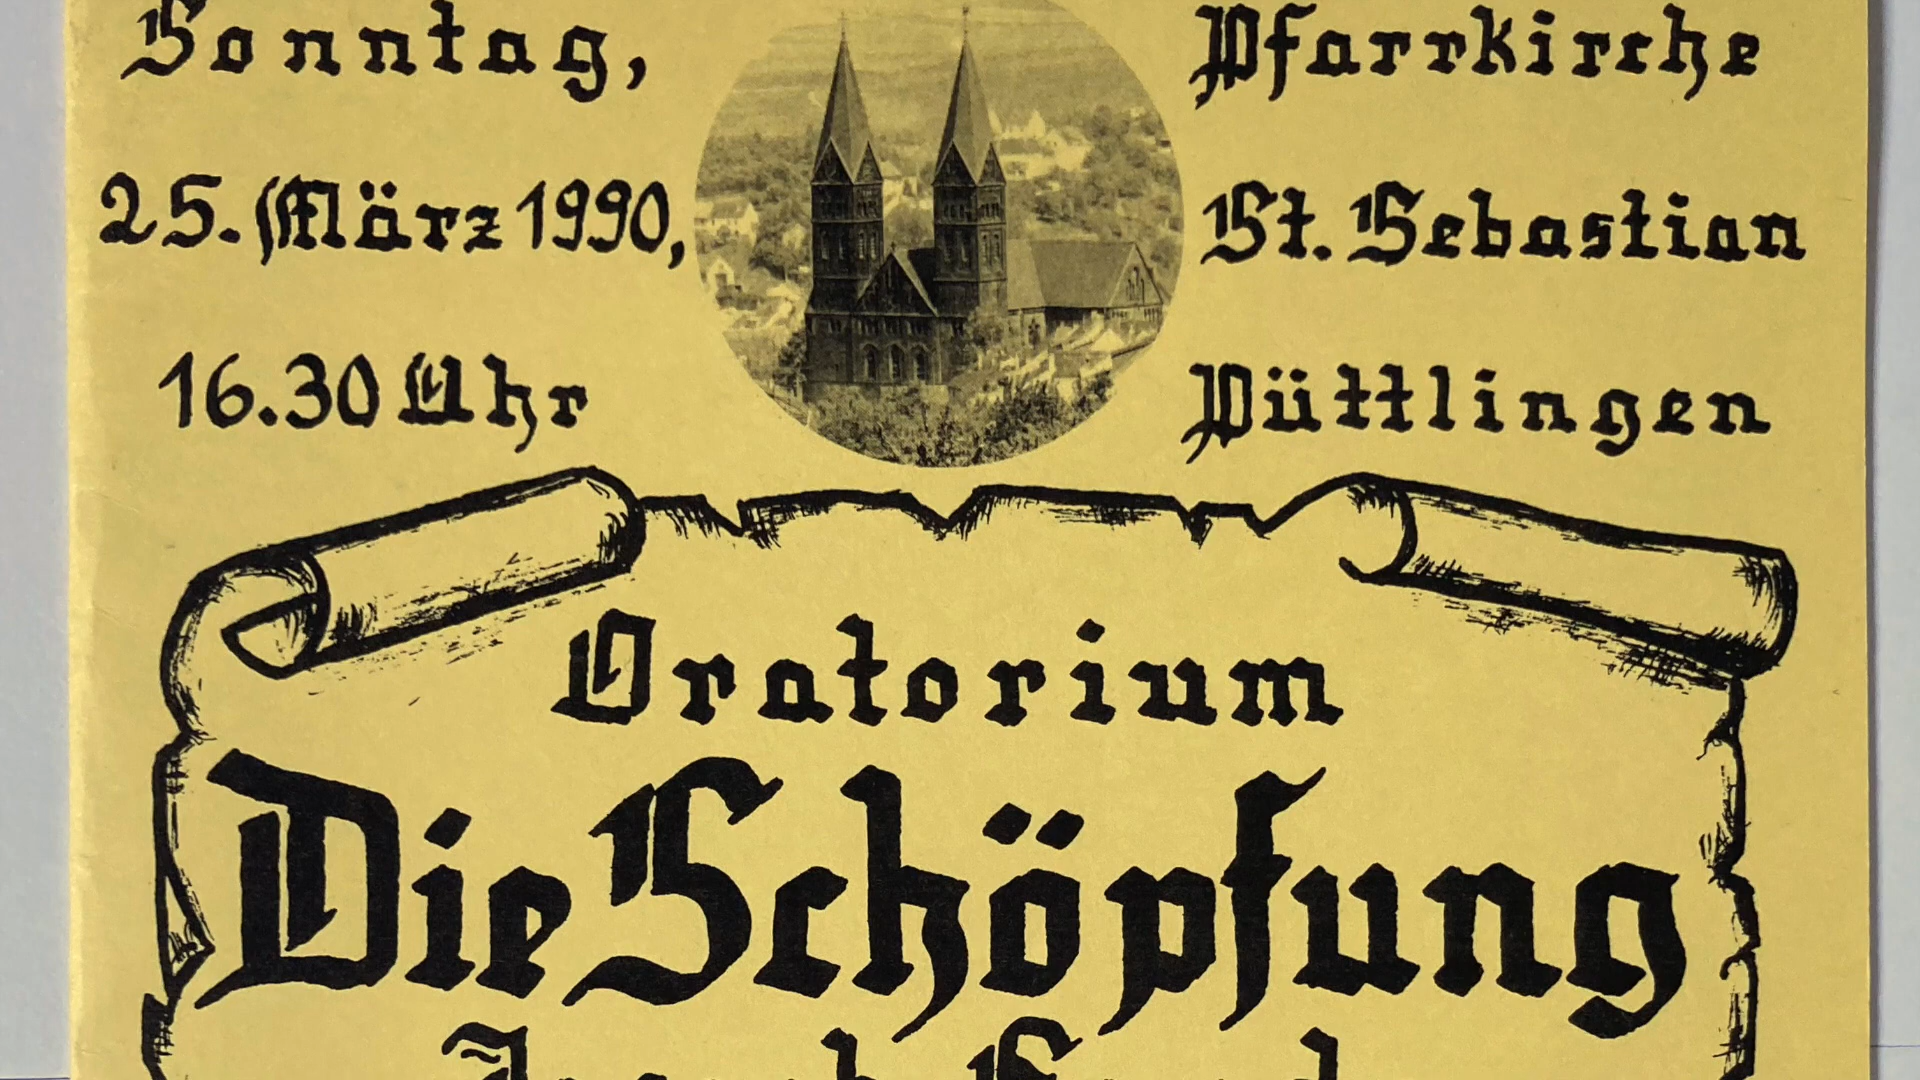 Sonntag,
25. März 1990,
16.30 Uhr
Pfarrkirche
St. Sebastian
Püttlingen
Oratorium
Die Schöpfung